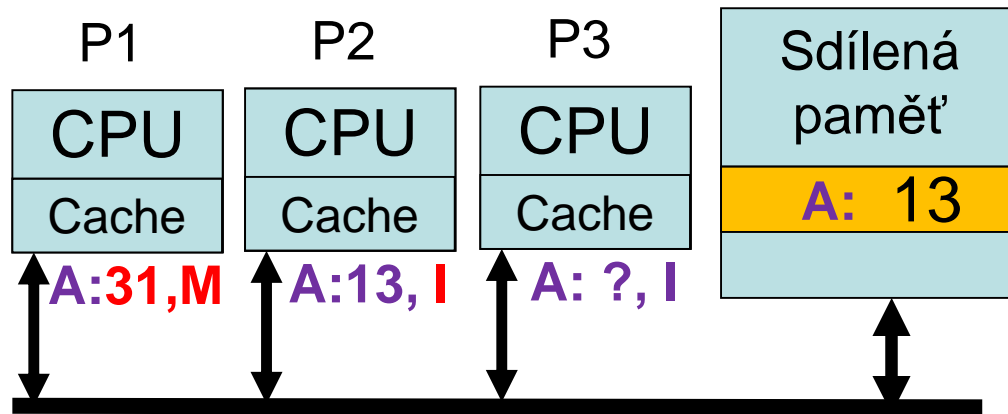 P1
CPU
Cache
A:31,M
P2
CPU
Cache
A:13, I
P3
CPU
Cache
A: ?, I
Sdílená
paměť
A: 13